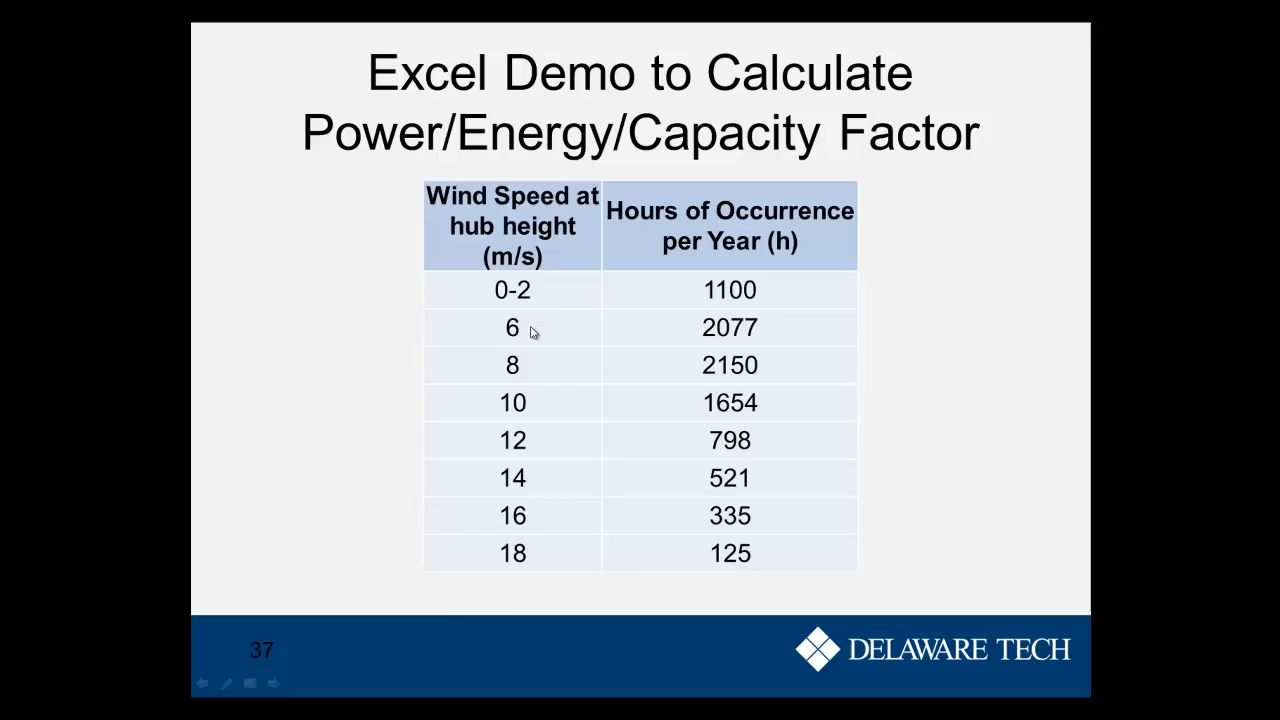 Excel Demo to Calculate
Power/Energy/Capacity Factor
Wind Speed at
hub height
(m/s)
Hours of Occurrence
per Year (h)
0-2 1100
6 2077
8 2150
10 1654
12 798
14 521
16 335
18 125
37
DELAWARE TECH